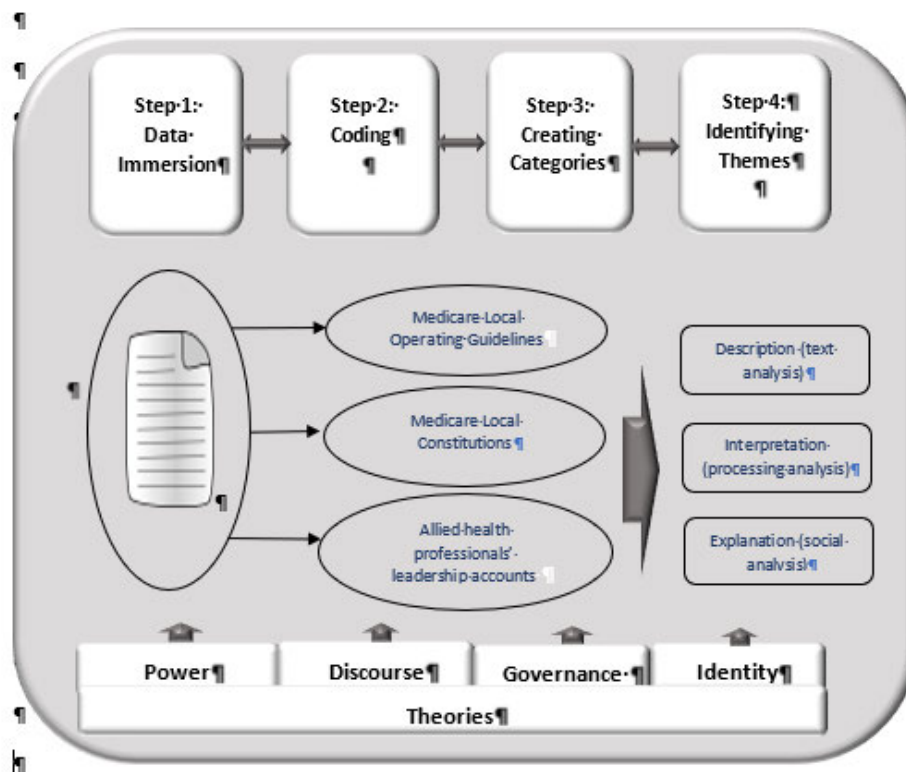 Step 1:
Data
Immersion¶
Step 2:
Coding¶
¶
Step 3:
Creating
Categories¶
Step 4:¶
Identifying
Themes¶
¶
Medicare Local
Operating Guidelines ¶
Medicare Local
Constitutions ¶
Allied health
professionals’
leadership accounts ¶
Description (text
analysis) ¶
Interpretation
(processing analysis)¶
Explanation (social
analysis)¶
Power¶
Discourse¶
Governance ¶
Identity¶
Theories¶